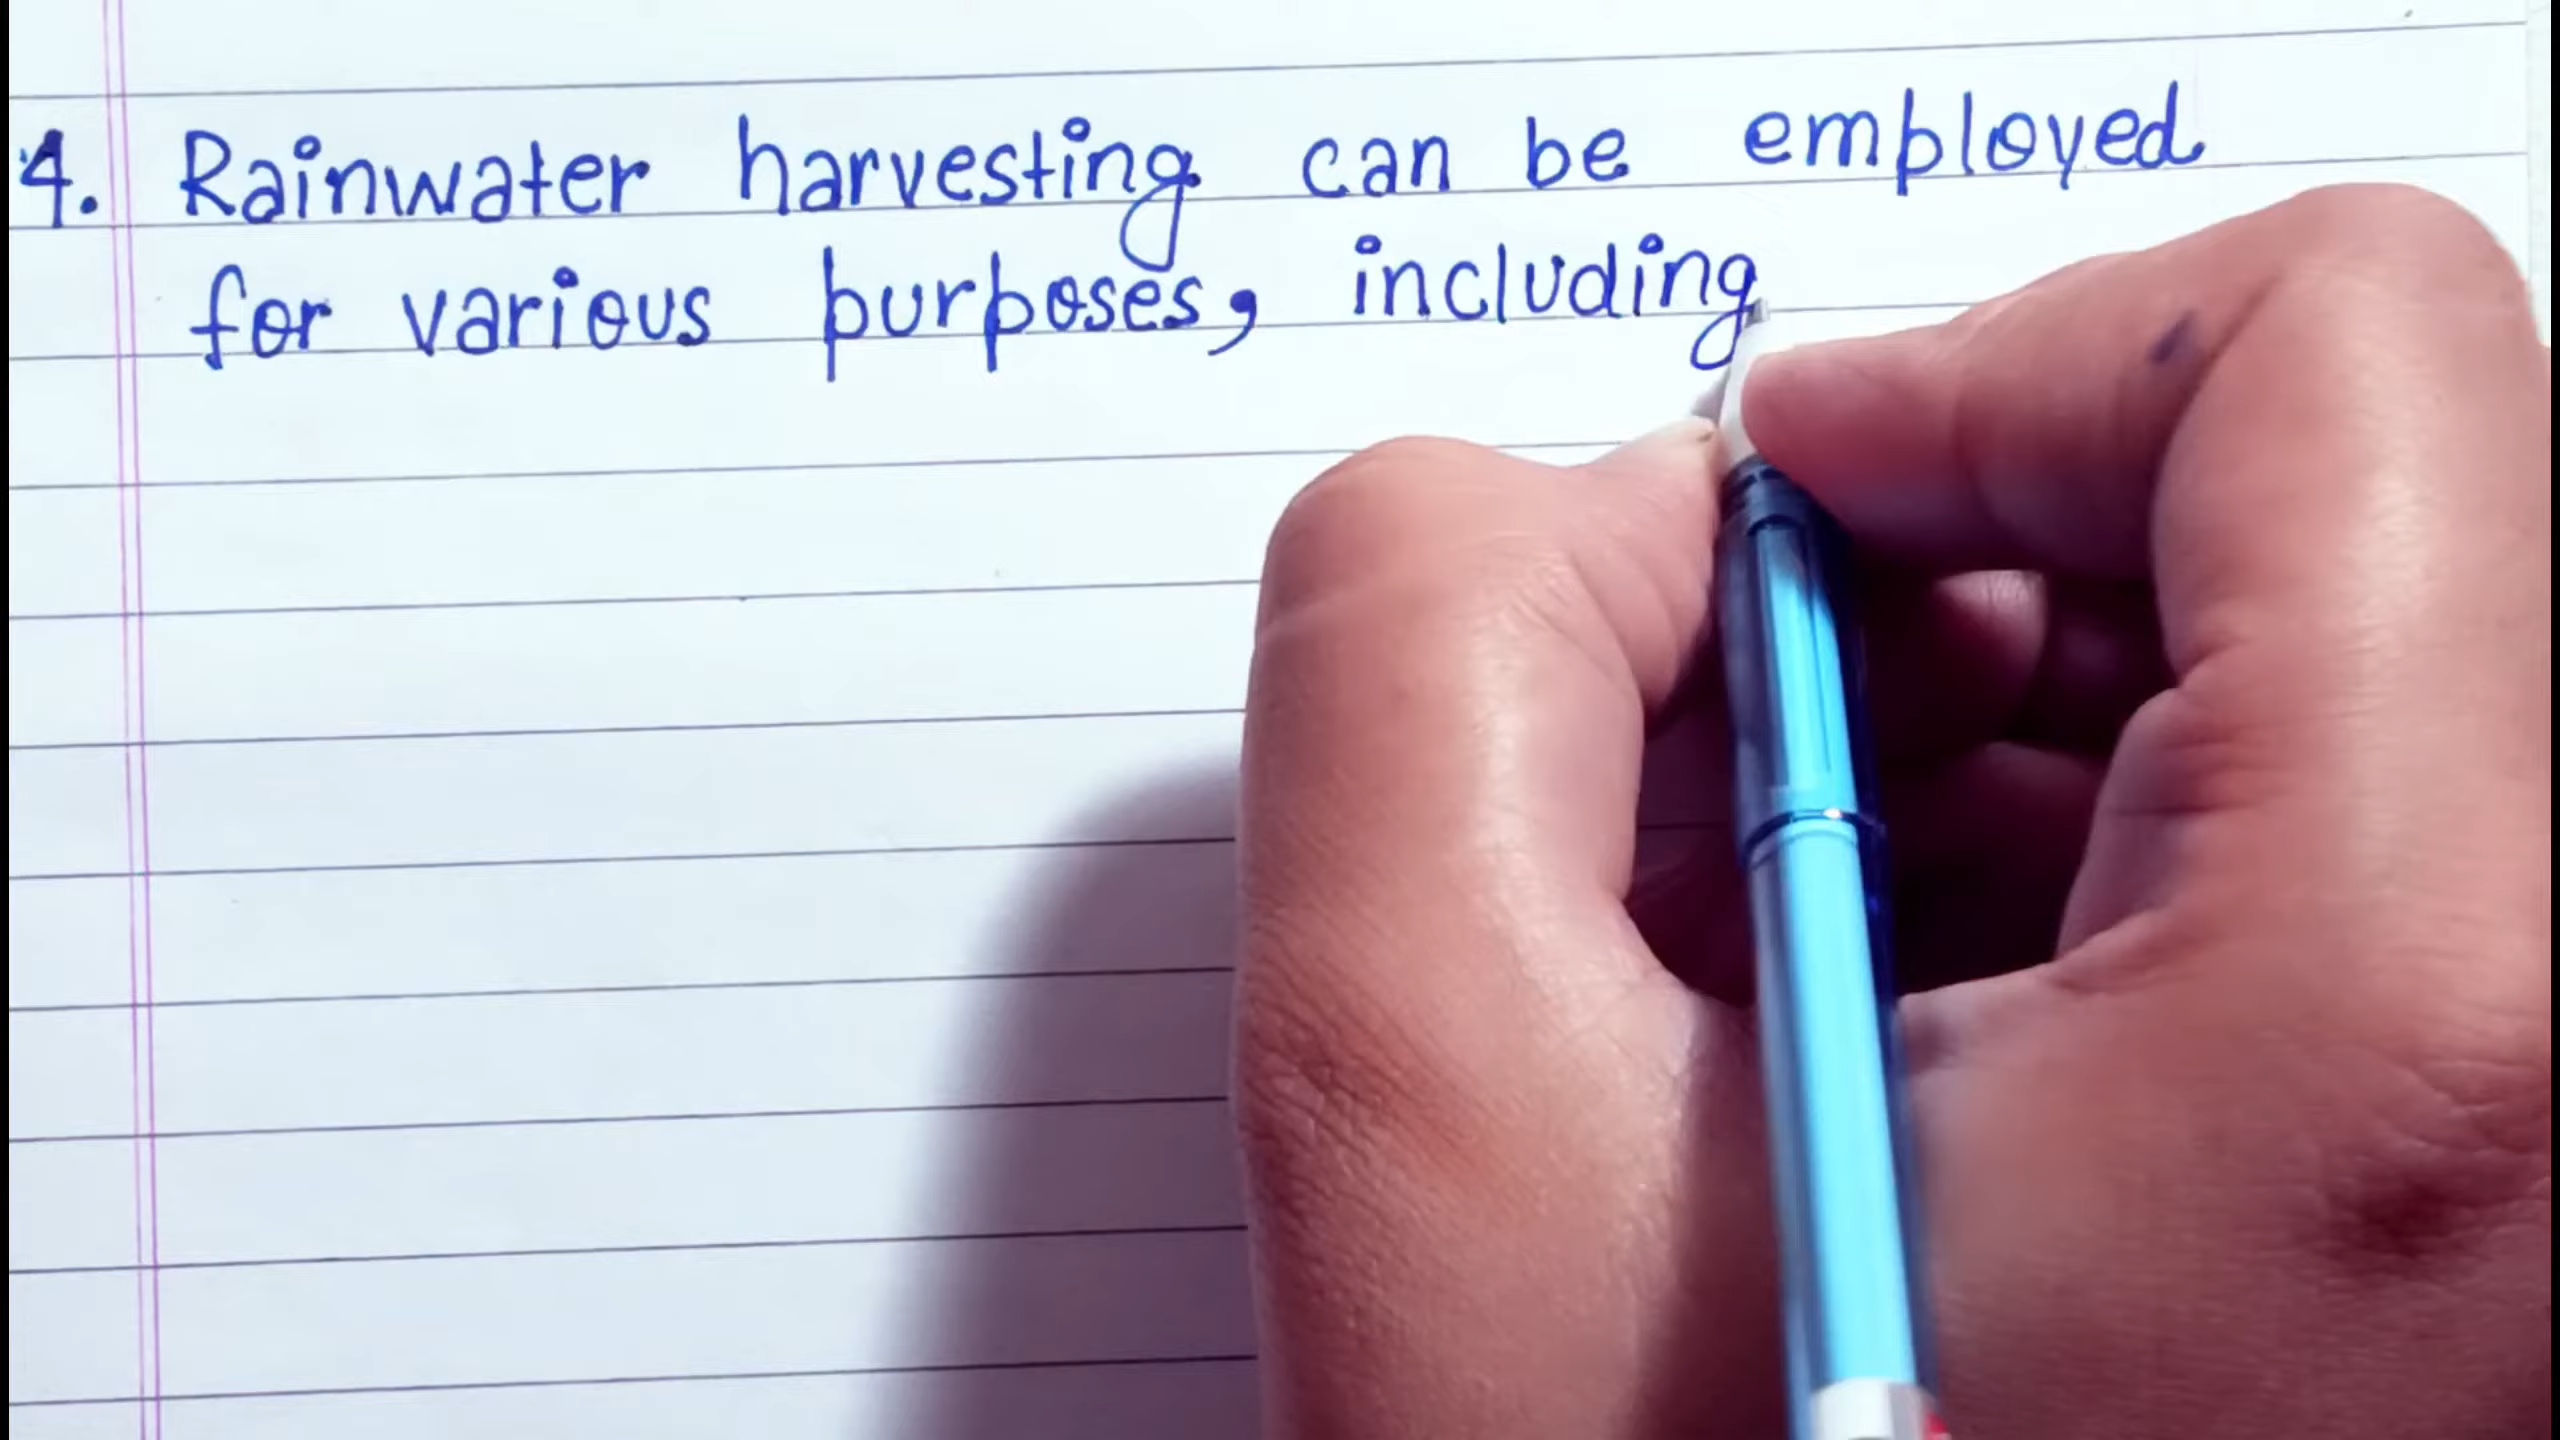 4. Rainwater harvesting can be employed
for various purposes, including